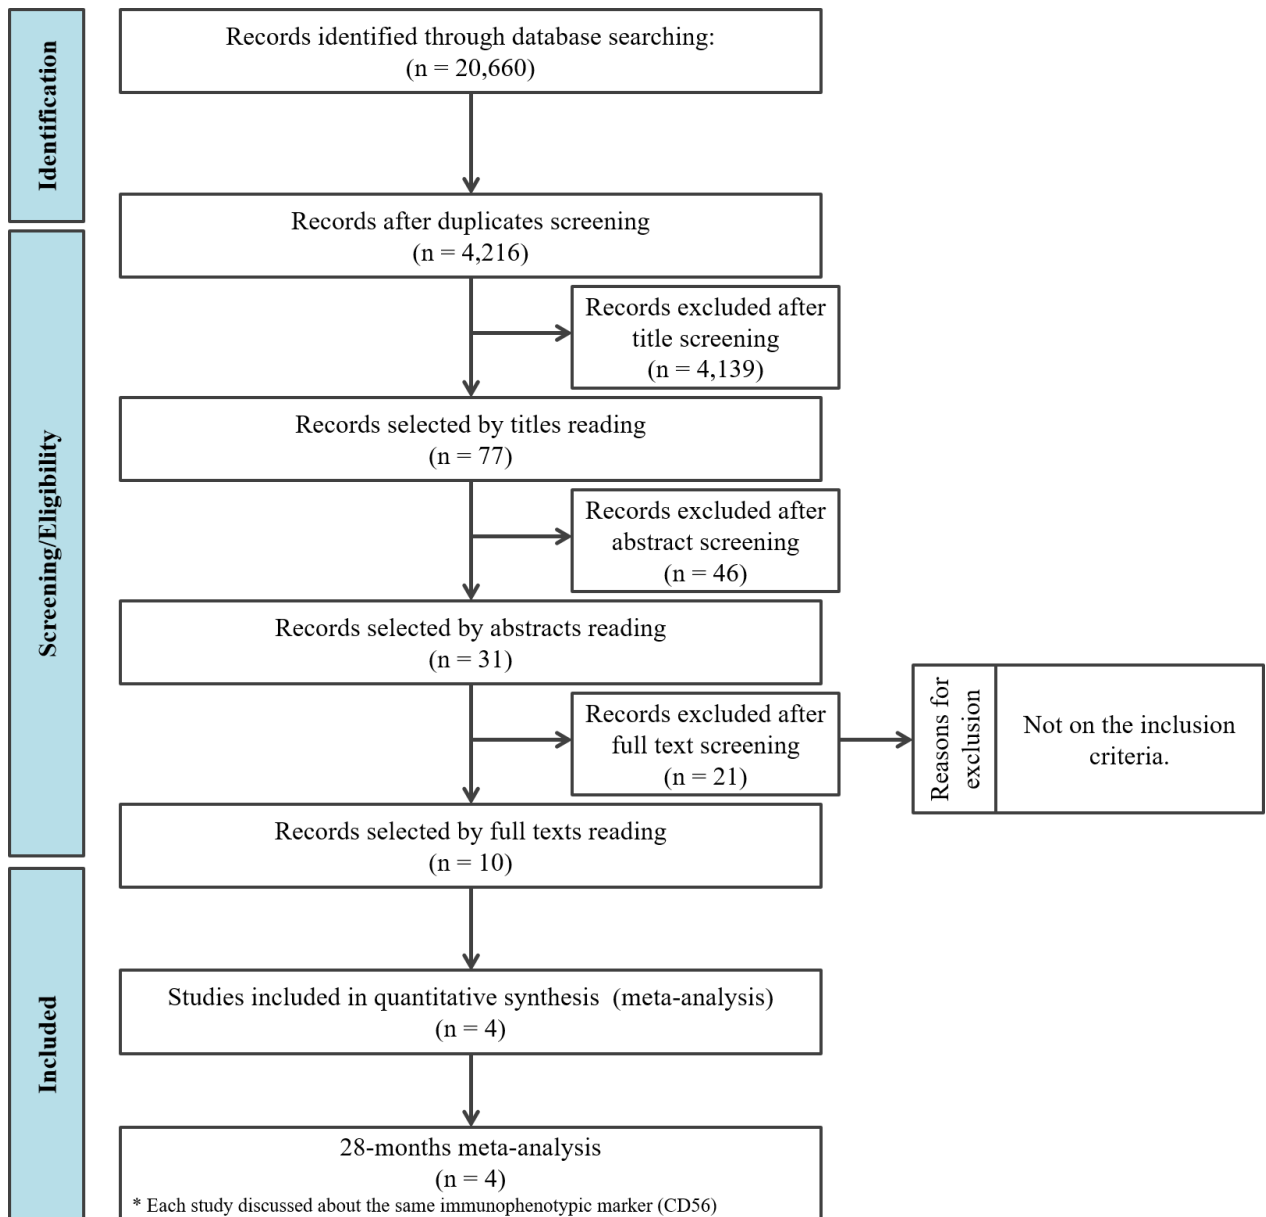 Identification
Records identified through database searching:
(n = 20,660)
Records after duplicates screening
(n = 4,216)
Screening/Eligibility
Records excluded after
title screening
(n = 4,139)
Records selected by titles reading
(n = 77)
Records excluded after
abstract screening
(n = 46)
Records selected by abstracts reading
(n = 31)
Records excluded after
full text screening
(n = 21)
Reasons for
exclusion
Not on the inclusion
criteria.
Records selected by full texts reading
(n = 10)
Included
Studies included in quantitative synthesis (meta-analysis)
(n = 4)
28-months meta-analysis
(n = 4)
* Each study discussed about the same immunophenotypic marker (CD56)